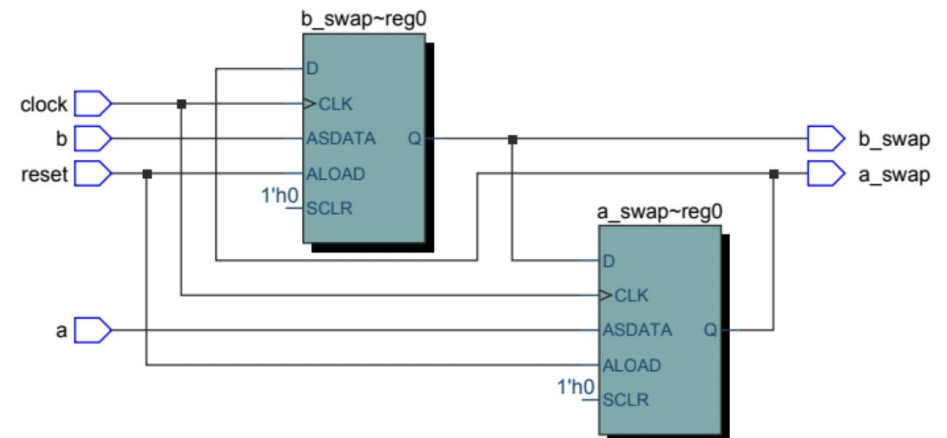 b_swap~reg0
D
clock
CLK
b
ASDATA
Q
b_swap
reset
ALOAD
a_swap
1'h0
SCLR
a_swap~reg0
D
CLK
a
ASDATA
Q
ALOAD
1'h0
SCLR